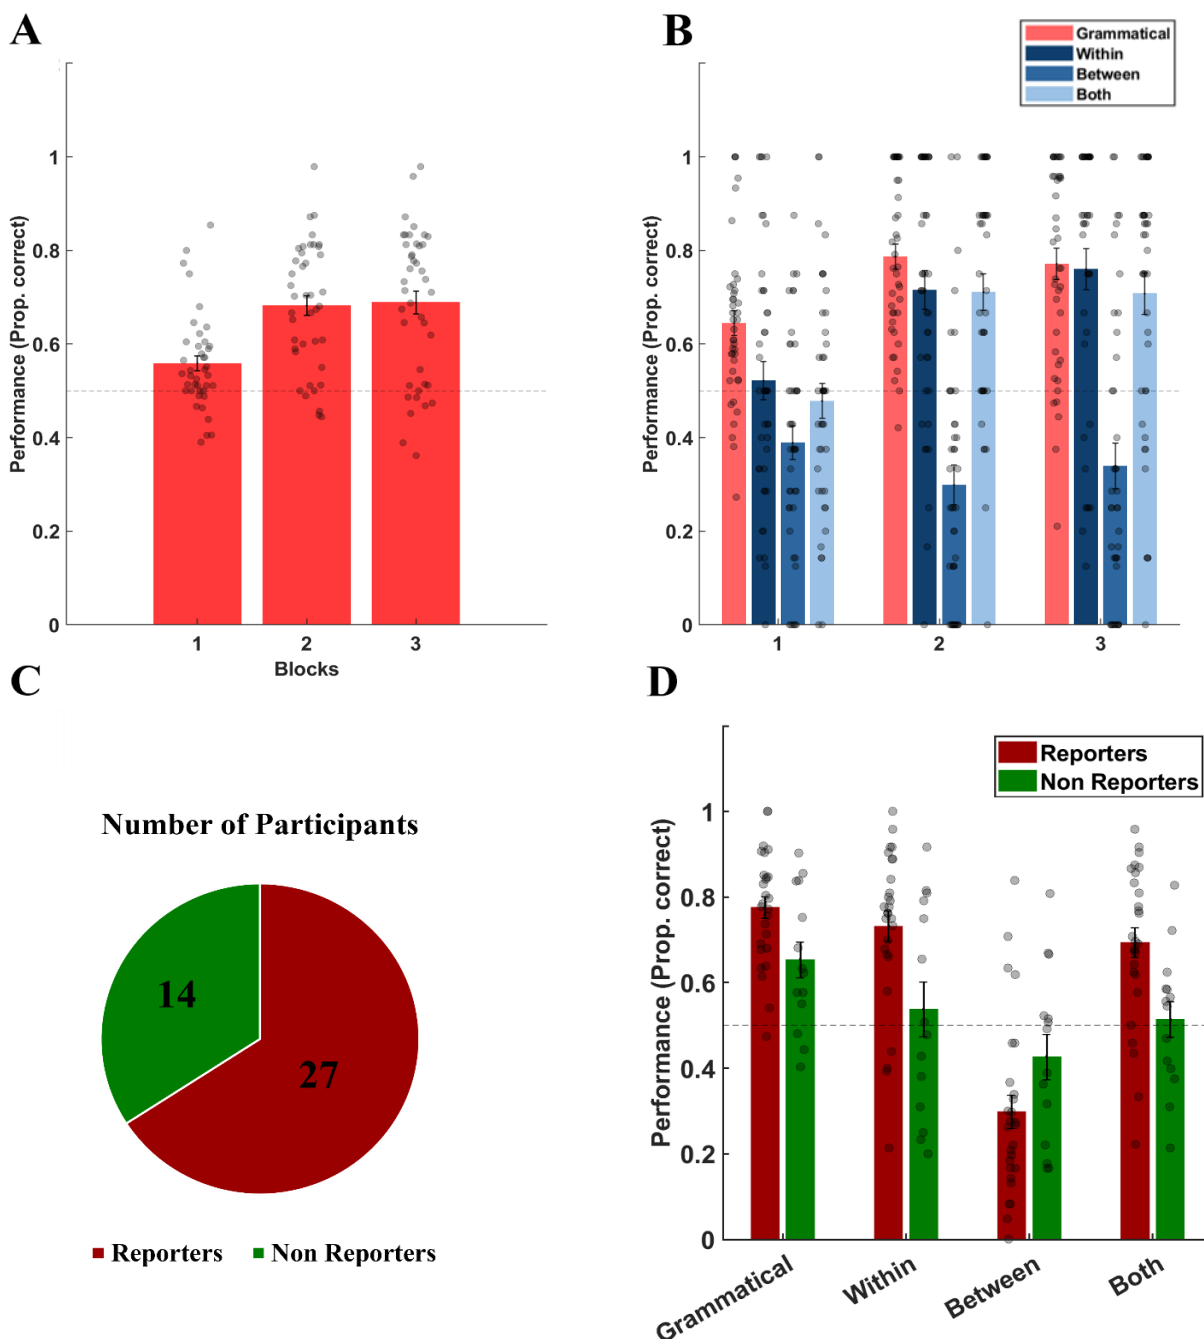 A
Performance (Prop. correct)
1
0.8
0.6
0.4
0.2
0
1 2 3
Blocks
B
Grammatical
Within
Between
Both
Performance (Prop. correct)
1
0.8
0.6
0.4
0.2
0
1 2 3
C
Number of Participants
14
27
Reporters Non Reporters
D
Reporters
Non Reporters
Performance (Prop. correct)
1
0.8
0.6
0.4
0.2
0
Grammatical Within Between Both